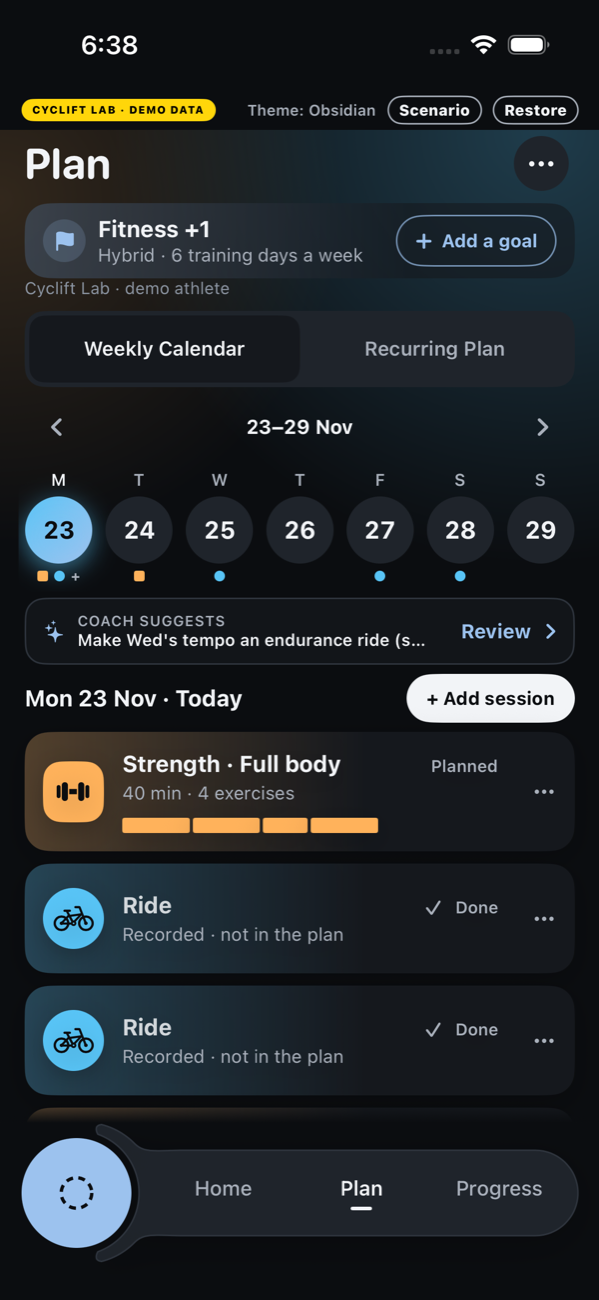 6:38
CYCLIFT LAB · DEMO DATA
Theme: Obsidian
Scenario
Restore
Plan
Fitness +1
Hybrid · 6 training days a week
+ Add a goal
Cyclift Lab · demo athlete
Weekly Calendar
Recurring Plan
23–29 Nov
M T W T F S S
23 24 25 26 27 28 29
+
COACH SUGGESTS
Make Wed's tempo an endurance ride (s...
Review
Mon 23 Nov · Today
+ Add session
Strength · Full body
Planned
40 min · 4 exercises
Ride
Done
Recorded · not in the plan
Ride
Done
Recorded · not in the plan
Home
Plan
Progress